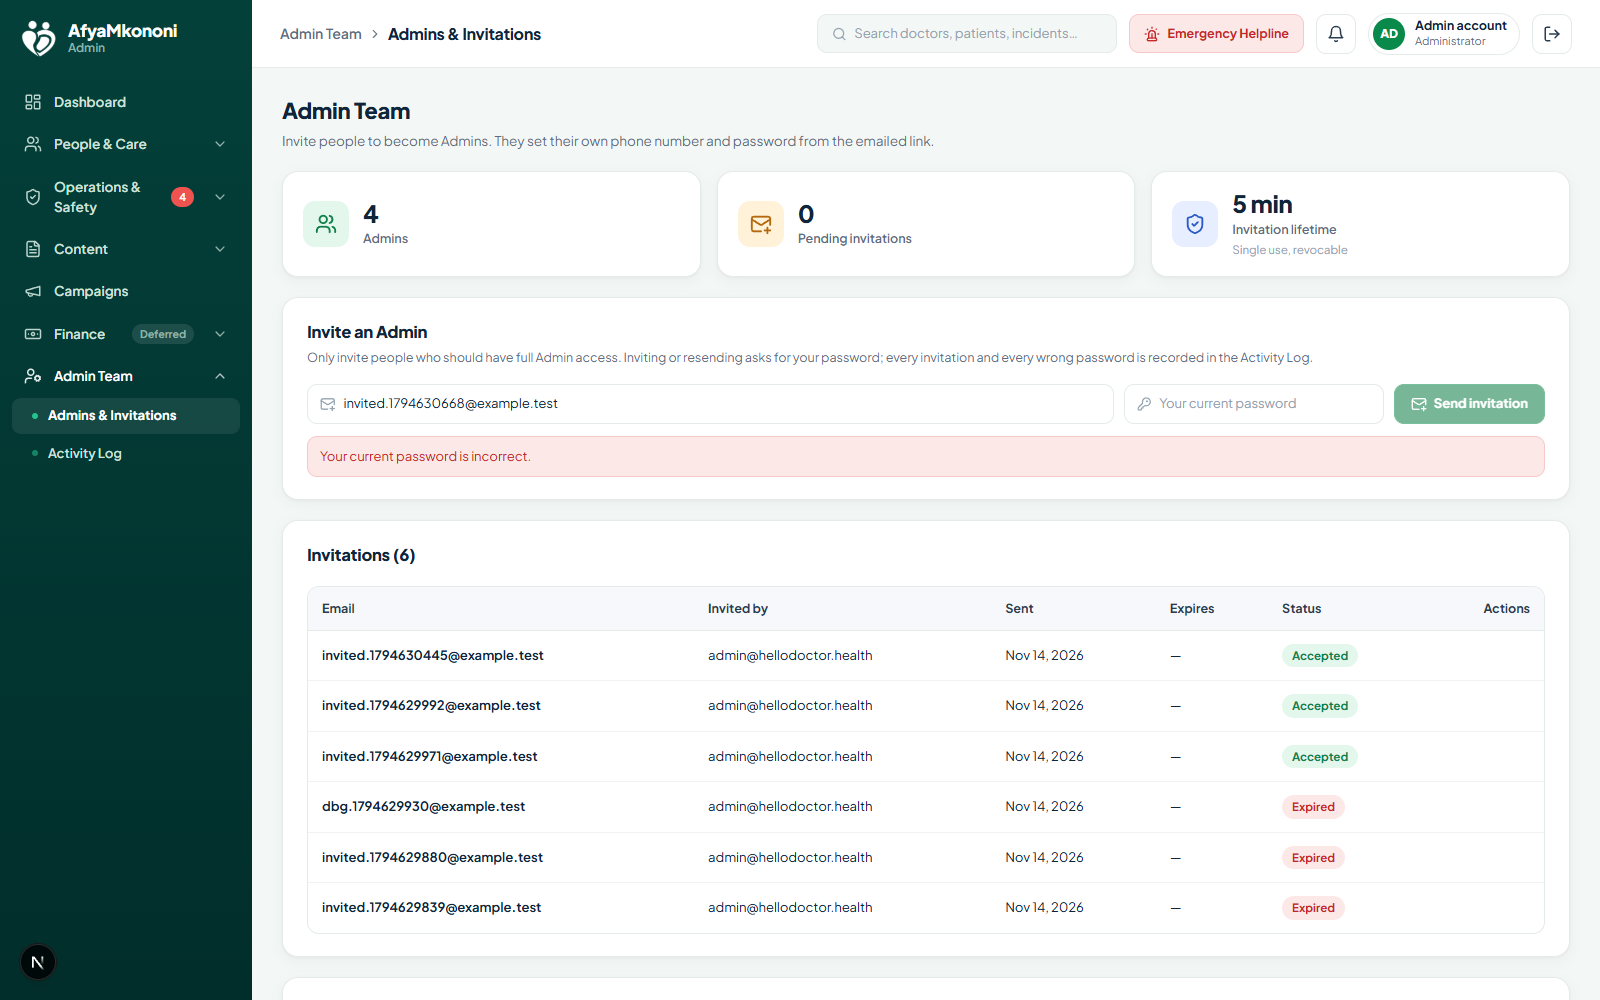 AfyaMkononi
Admin
Dashboard
People & Care
Operations &
Safety
4
Content
Campaigns
Finance
Deferred
Admin Team
Admins & Invitations
Activity Log
N
Admin Team > Admins & Invitations
Search doctors, patients, incidents...
Emergency Helpline
AD
Admin account
Administrator
Admin Team
Invite people to become Admins. They set their own phone number and password from the emailed link.
4
Admins
0
Pending invitations
5 min
Invitation lifetime
Single use, revocable
Invite an Admin
Only invite people who should have full Admin access. Inviting or resending asks for your password; every invitation and every wrong password is recorded in the Activity Log.
invited.1794630668@example.test
Your current password
Send invitation
Your current password is incorrect.
Invitations (6)
Email Invited by Sent Expires Status Actions
invited.1794630445@example.test admin@hellodoctor.health Nov 14, 2026 — Accepted
invited.1794629992@example.test admin@hellodoctor.health Nov 14, 2026 — Accepted
invited.1794629971@example.test admin@hellodoctor.health Nov 14, 2026 — Accepted
dbg.1794629930@example.test admin@hellodoctor.health Nov 14, 2026 — Expired
invited.1794629880@example.test admin@hellodoctor.health Nov 14, 2026 — Expired
invited.1794629839@example.test admin@hellodoctor.health Nov 14, 2026 — Expired